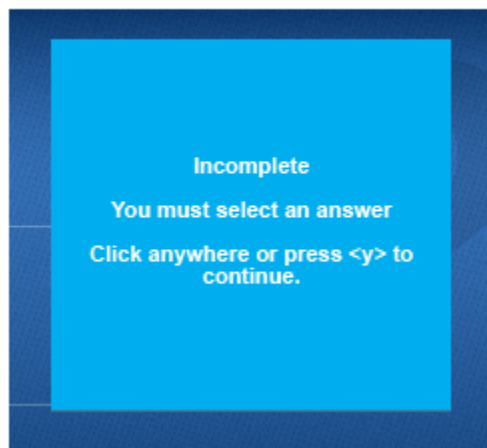 Incomplete
You must select an answer
Click anywhere or press <y> to
continue.